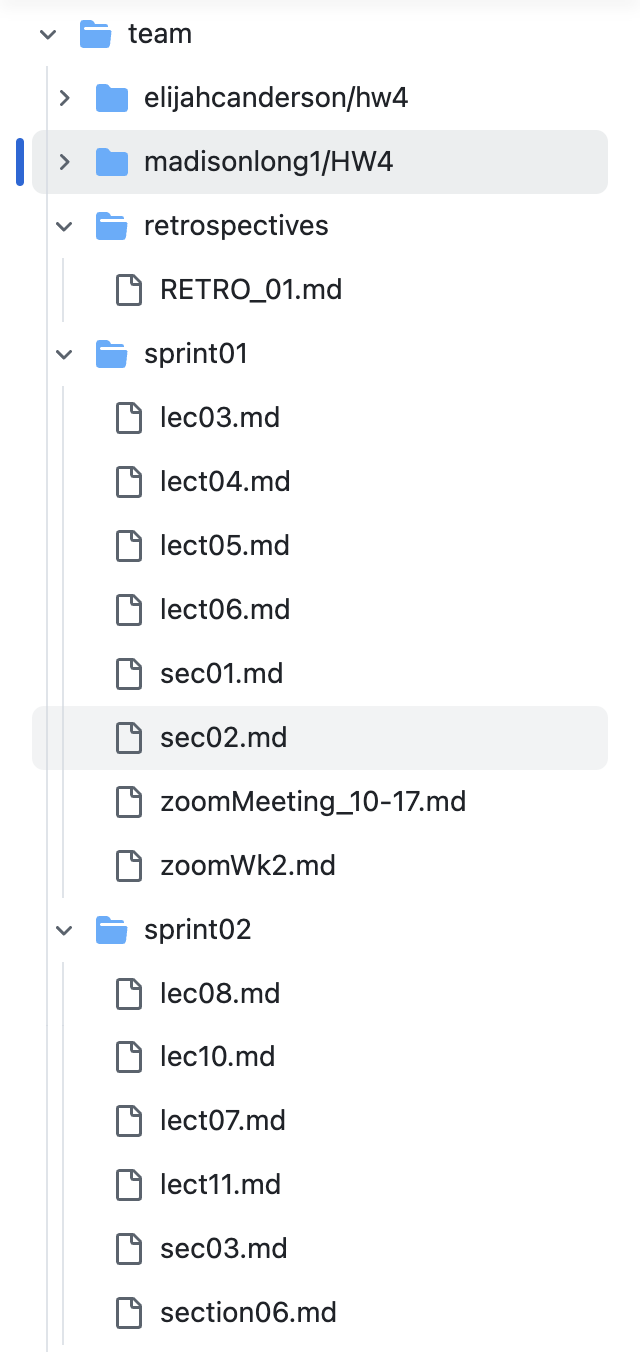 team
elijahcanderson/hw4
madisonlong1/HW4
retrospectives
RETRO_01.md
sprint01
lec03.md
lect04.md
lect05.md
lect06.md
sec01.md
sec02.md
zoomMeeting_10-17.md
zoomWk2.md
sprint02
lec08.md
lec10.md
lect07.md
lect11.md
sec03.md
section06.md